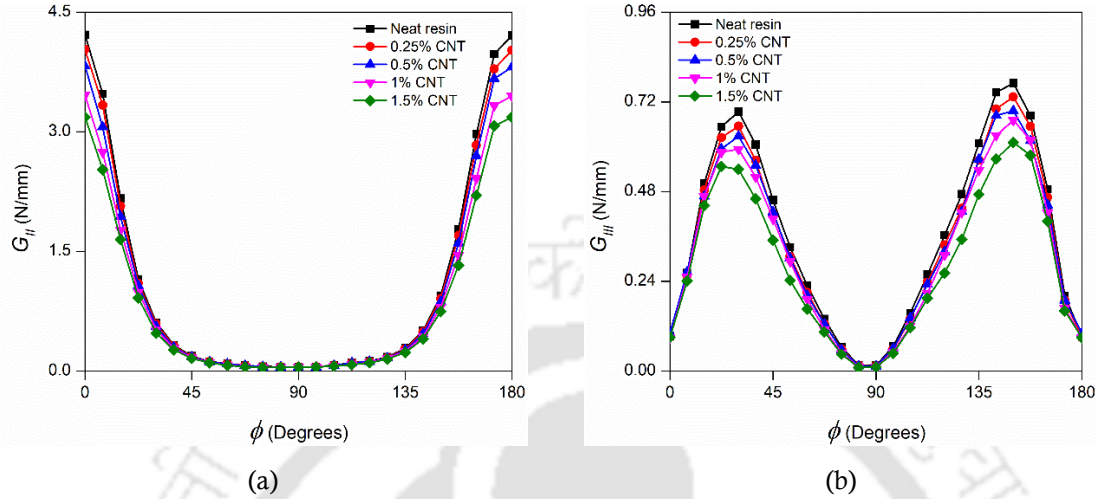 4.5
3.0
1.5
0.0
G_II (N/mm)
Neat resin
0.25% CNT
0.5% CNT
1% CNT
1.5% CNT
0 45 90 135 180
ϕ (Degrees)
(a)
0.96
0.72
0.48
0.24
0.00
G_III (N/mm)
Neat resin
0.25% CNT
0.5% CNT
1% CNT
1.5% CNT
0 45 90 135 180
ϕ (Degrees)
(b)